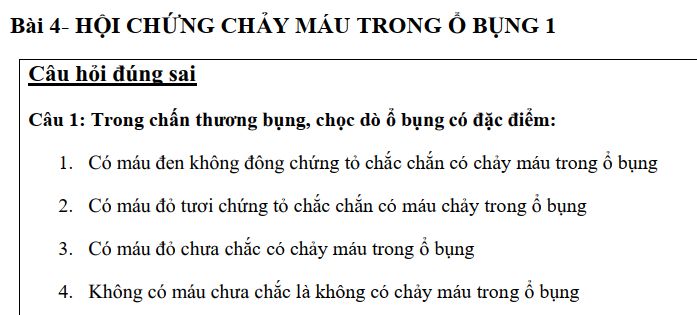 Bài 4- HỘI CHỨNG CHẢY MÁU TRONG Ổ BỤNG 1
Câu hỏi đúng sai
Câu 1: Trong chấn thương bụng, chọc dò ổ bụng có đặc điểm:
1. Có máu đen không đông chứng tỏ chắc chắn có chảy máu trong ổ bụng
2. Có máu đỏ tươi chứng tỏ chắc chắn có máu chảy trong ổ bụng
3. Có máu đỏ chưa chắc có chảy máu trong ổ bụng
4. Không có máu chưa chắc là không có chảy máu trong ổ bụng